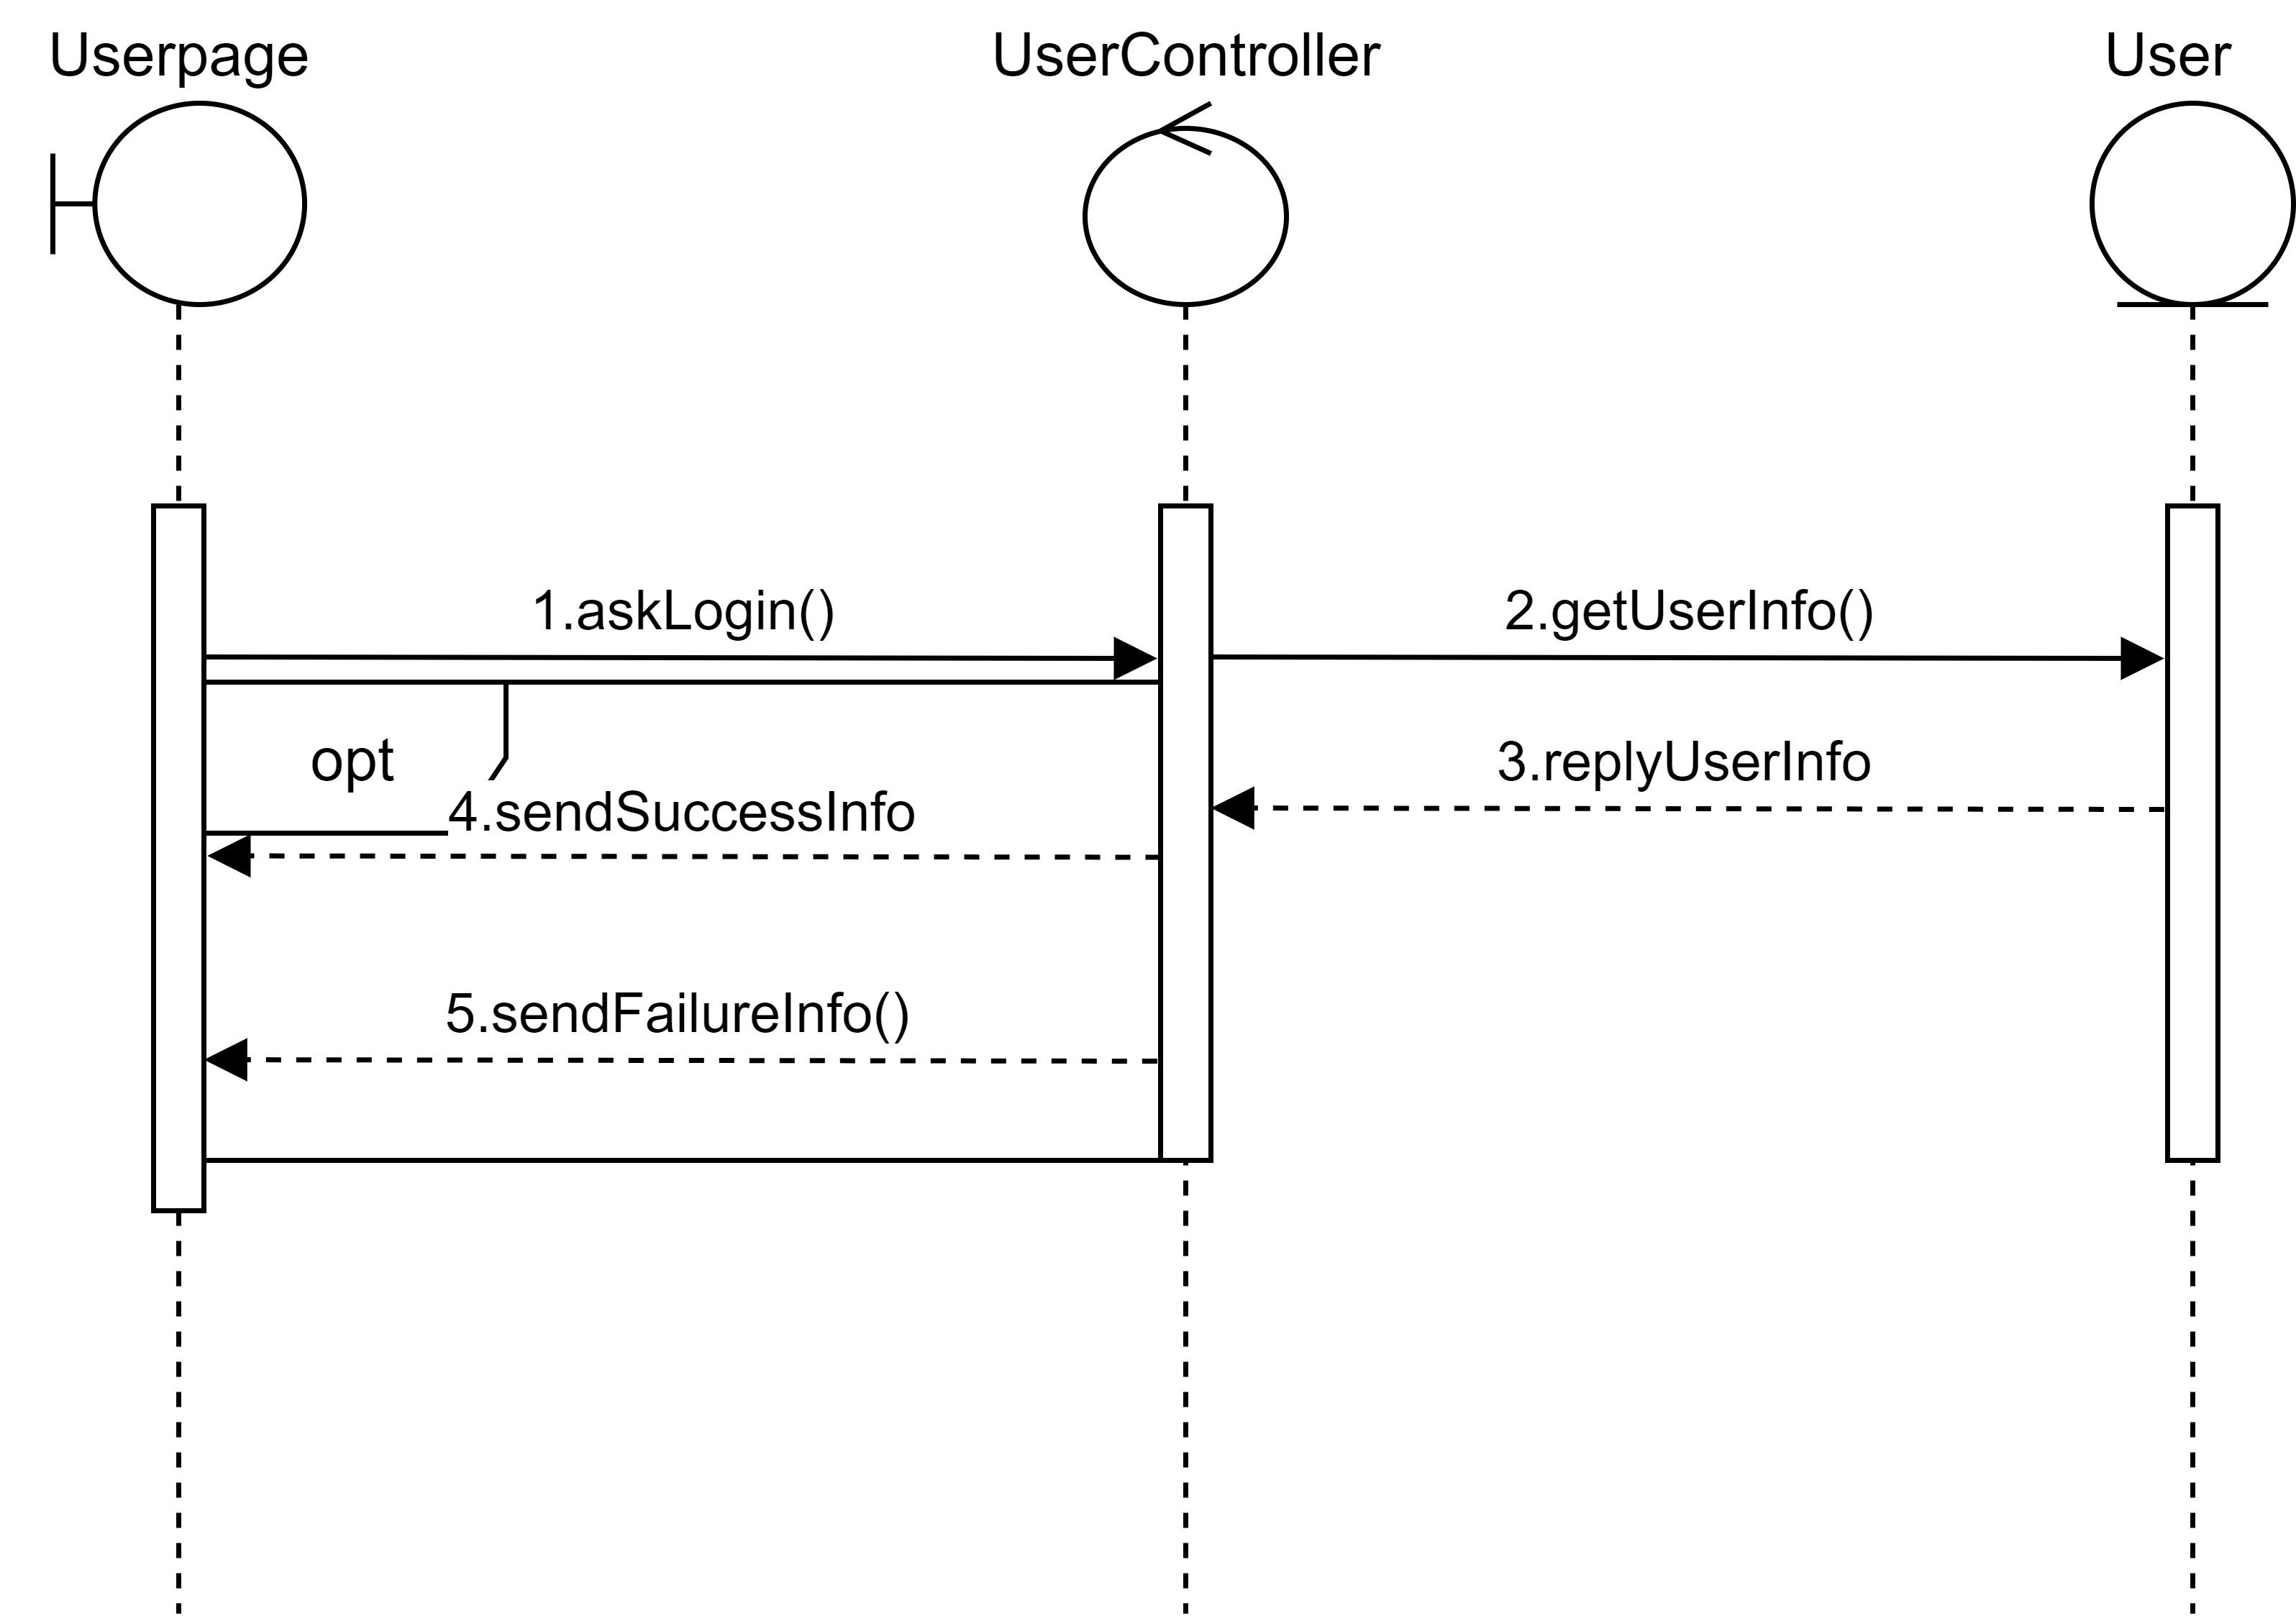 Userpage
UserController
User
1.askLogin()
2.getUserInfo()
opt
3.replyUserInfo
4.sendSuccessInfo
5.sendFailureInfo()